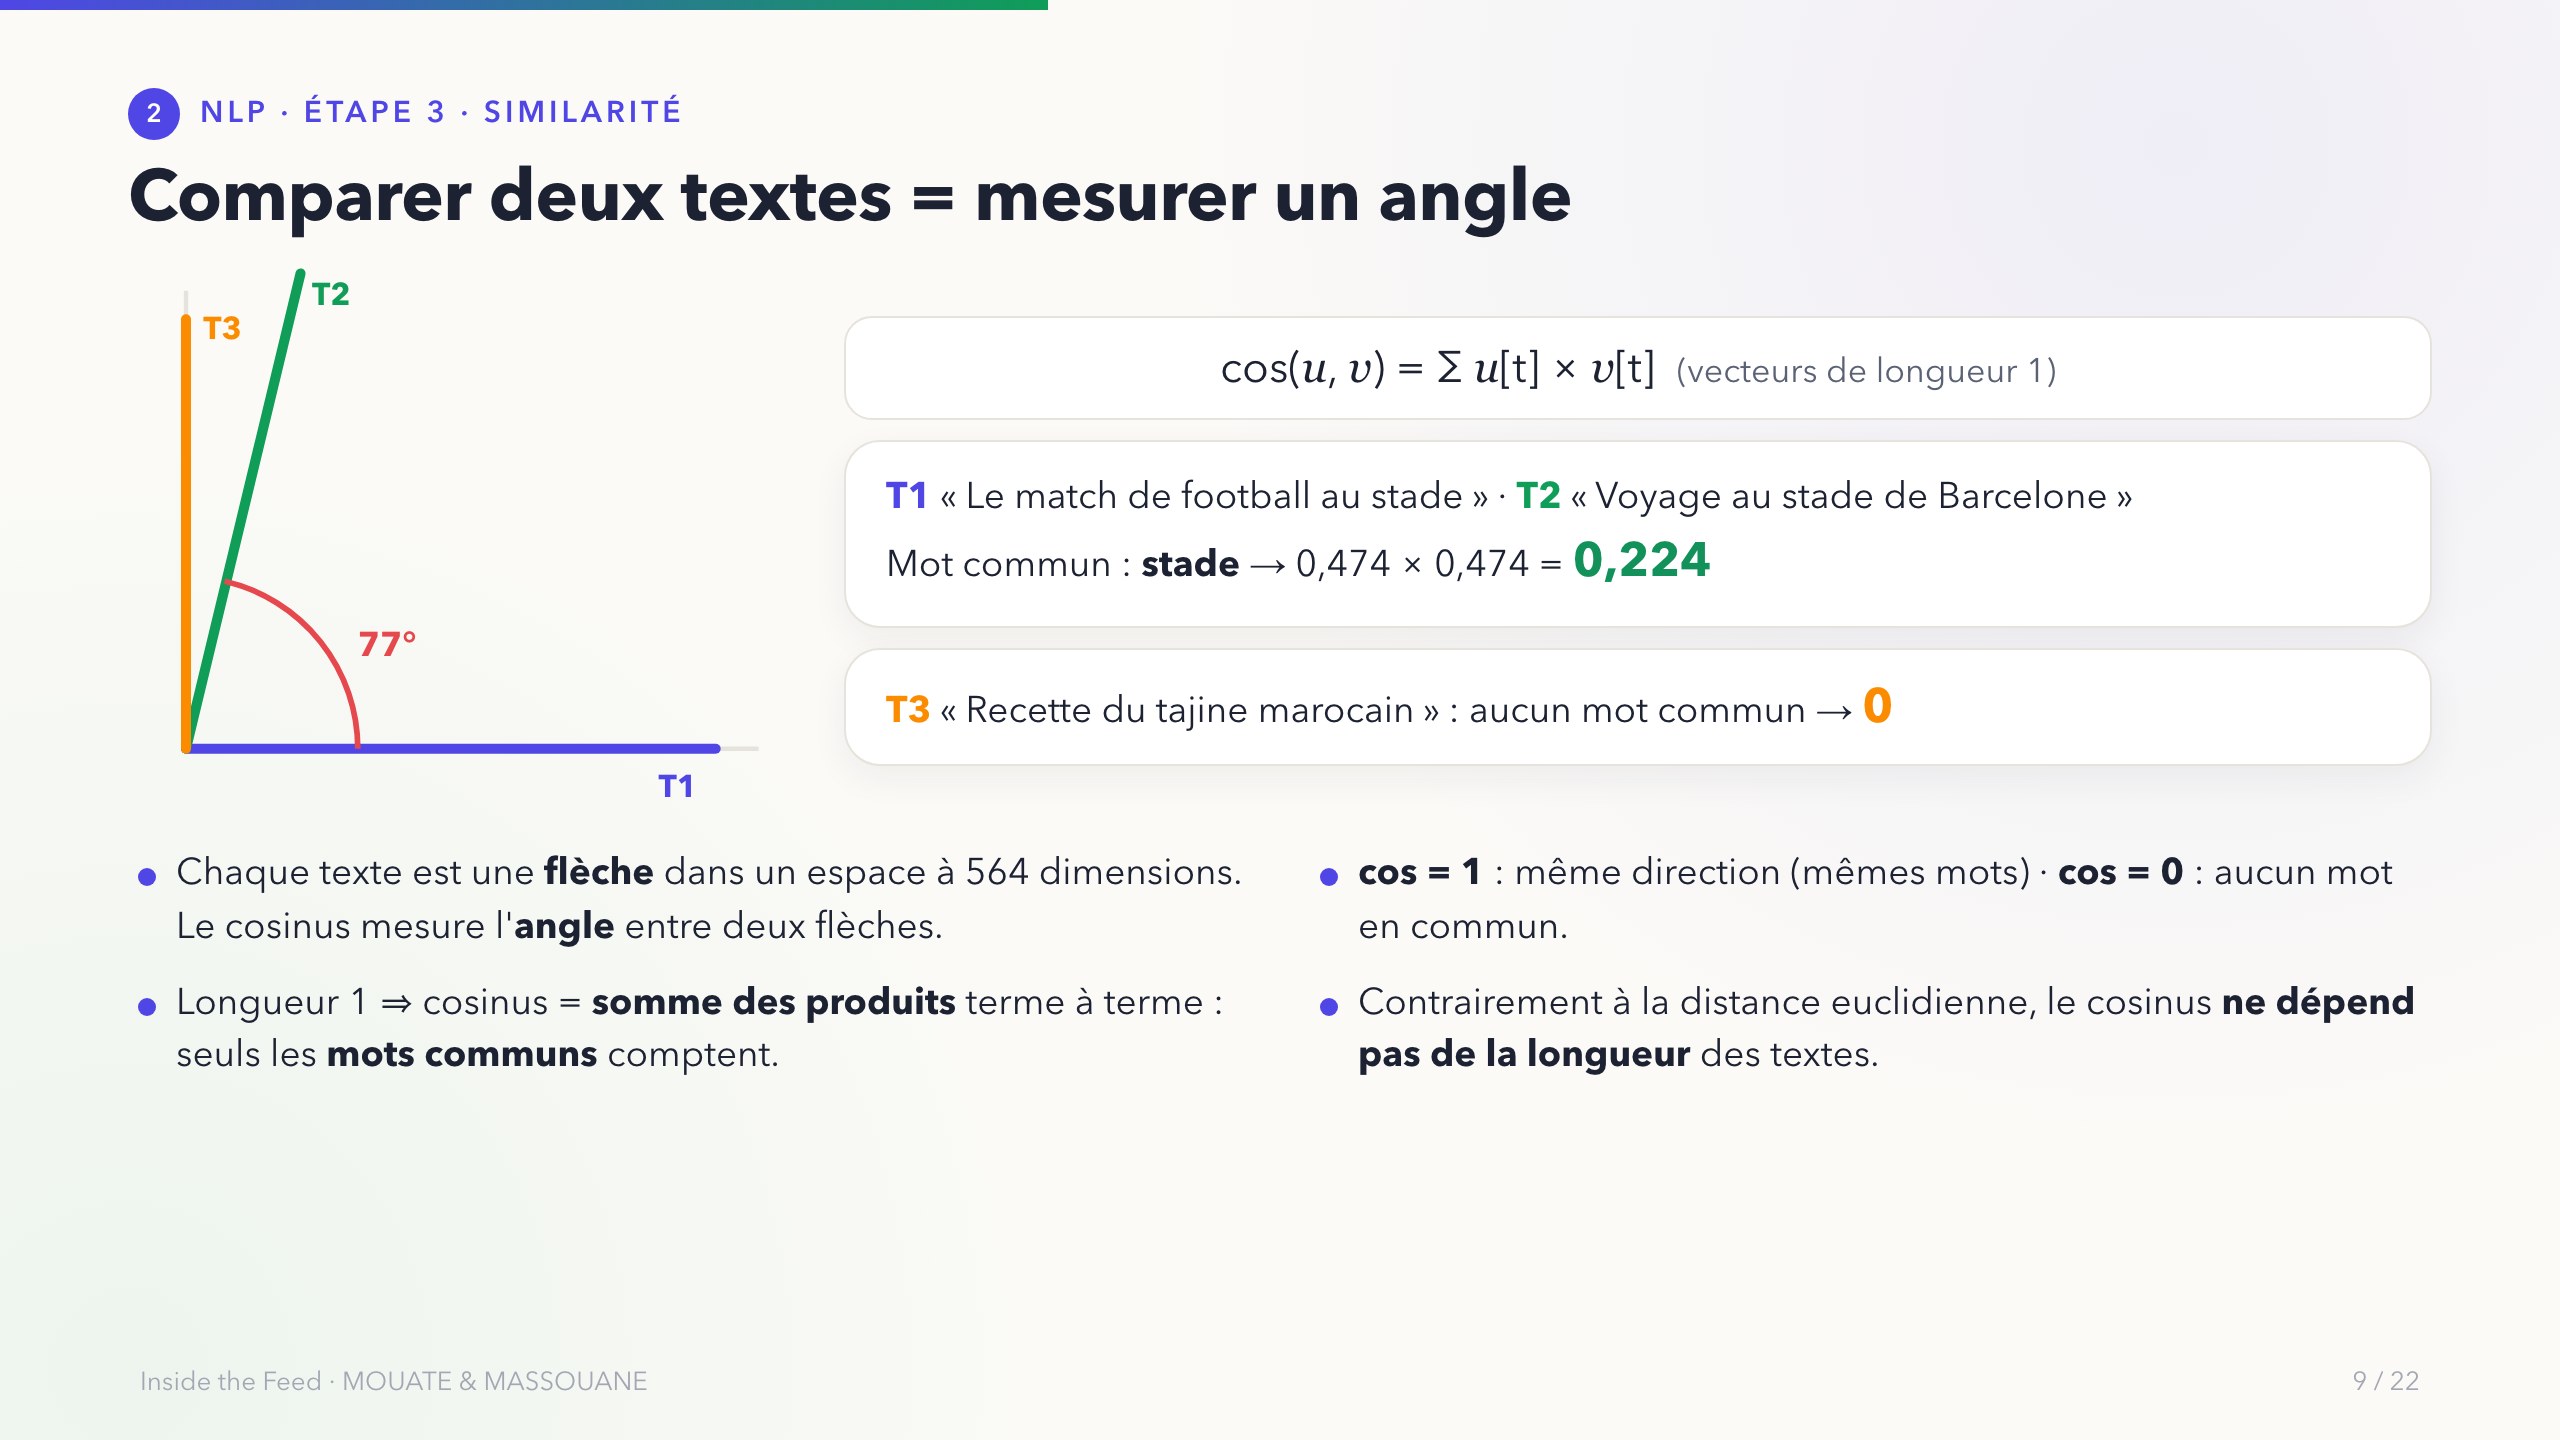 2 NLP · ÉTAPE 3 · SIMILARITÉ
Comparer deux textes = mesurer un angle
T2
T3
77°
T1
cos(u, v) = Σ u[t] × v[t] (vecteurs de longueur 1)
T1 « Le match de football au stade » · T2 « Voyage au stade de Barcelone »
Mot commun : stade → 0,474 × 0,474 = 0,224
T3 « Recette du tajine marocain » : aucun mot commun → 0
Chaque texte est une flèche dans un espace à 564 dimensions.
Le cosinus mesure l'angle entre deux flèches.
Longueur 1 ⇒ cosinus = somme des produits terme à terme :
seuls les mots communs comptent.
cos = 1 : même direction (mêmes mots) · cos = 0 : aucun mot
en commun.
Contrairement à la distance euclidienne, le cosinus ne dépend
pas de la longueur des textes.
Inside the Feed · MOUATE & MASSOUANE
9 / 22